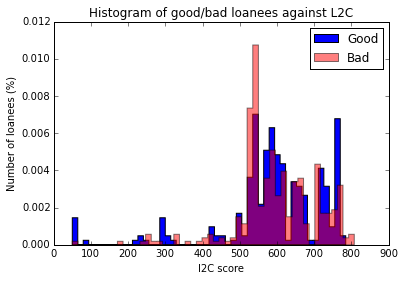 Histogram of good/bad loanees against L2C
Number of loanees (%)
0.012
0.010
0.008
0.006
0.004
0.002
0.000
Good
Bad
0 100 200 300 400 500 600 700 800 900
I2C score